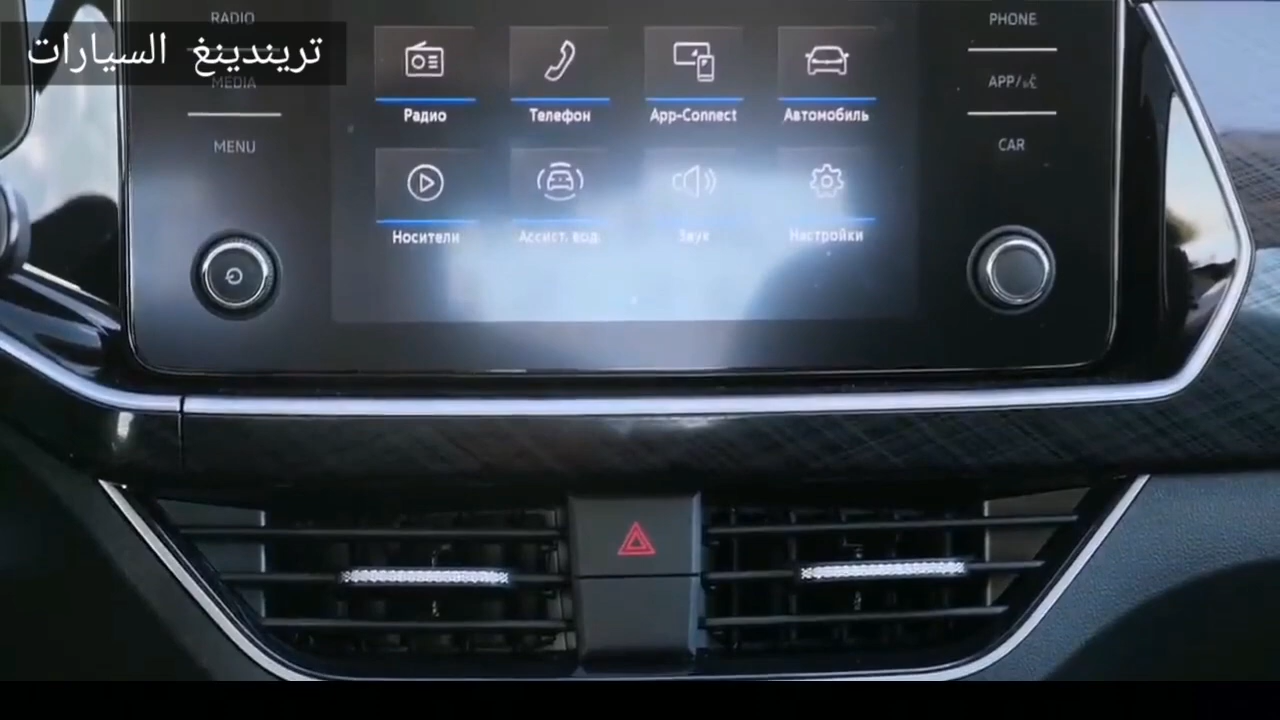 RADIO
تريندينغ السيارات
MEDIA
MENU
Радио
Телефон
App-Connect
Автомобиль
Носители
Ассист. вод.
Звук
Настройки
PHONE
APP/
CAR